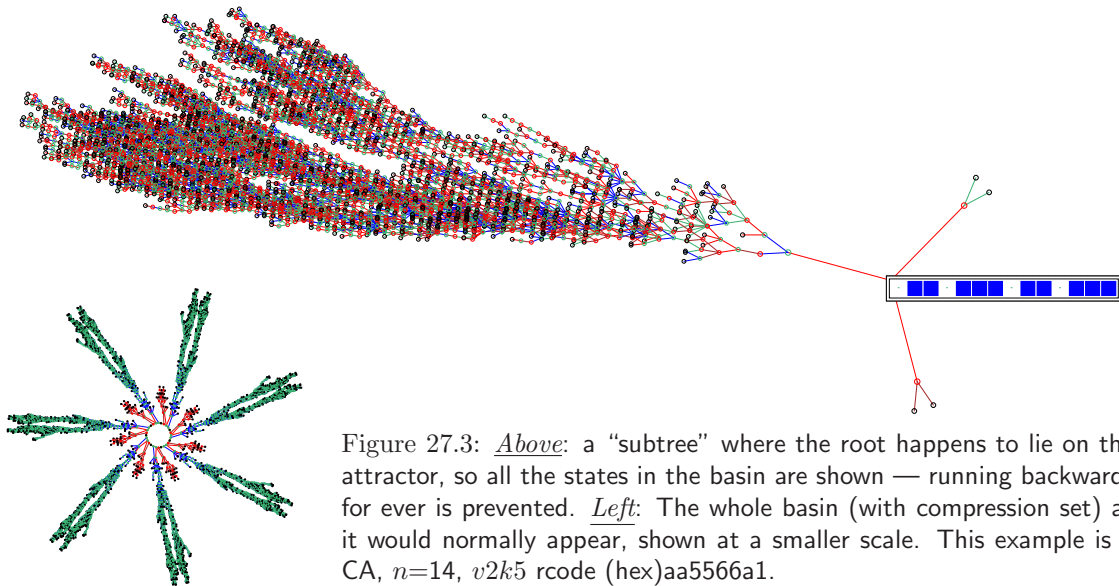 Figure 27.3: Above: a “subtree” where the root happens to lie on th
attractor, so all the states in the basin are shown — running backward
for ever is prevented. Left: The whole basin (with compression set) a
it would normally appear, shown at a smaller scale. This example is
CA, n=14, v2k5 rcode (hex)aa5566a1.